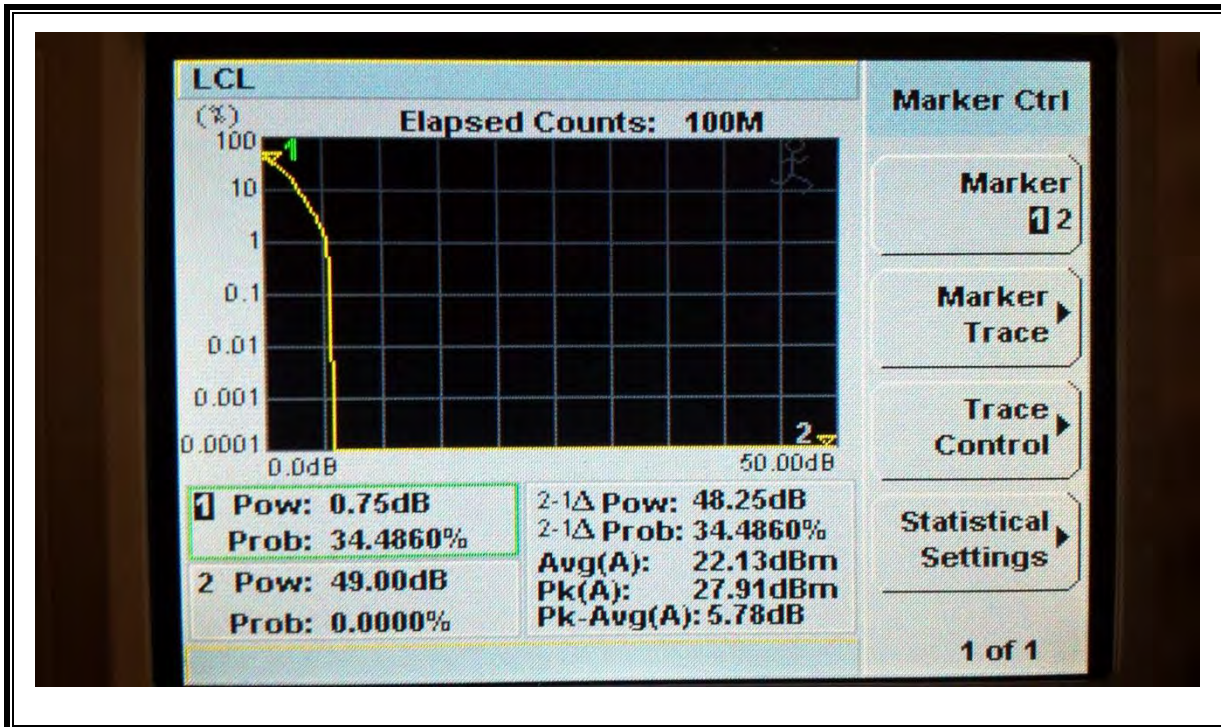 LCL
(%)
Elapsed Counts: 100M
100
10
1
0.1
0.01
0.001
0.0001
1
2
0.0dB
50.00dB
1 Pow: 0.75dB
Prob: 34.4860%
2 Pow: 49.00dB
Prob: 0.0000%
2-1Δ Pow: 48.25dB
2-1Δ Prob: 34.4860%
Avg(A): 22.13dBm
Pk(A): 27.91dBm
Pk-Avg(A): 5.78dB
Marker Ctrl
Marker
1 2
Marker
Trace
Trace
Control
Statistical
Settings
1 of 1